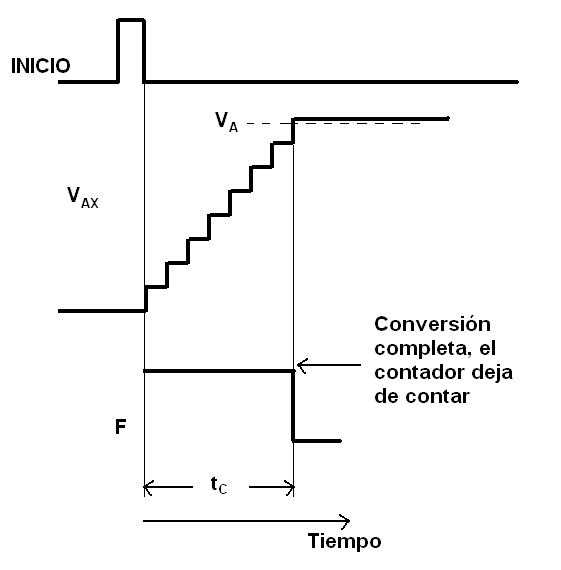 INICIO
VA
VAX
Conversión
completa, el
contador deja
de contar
F
tC
Tiempo